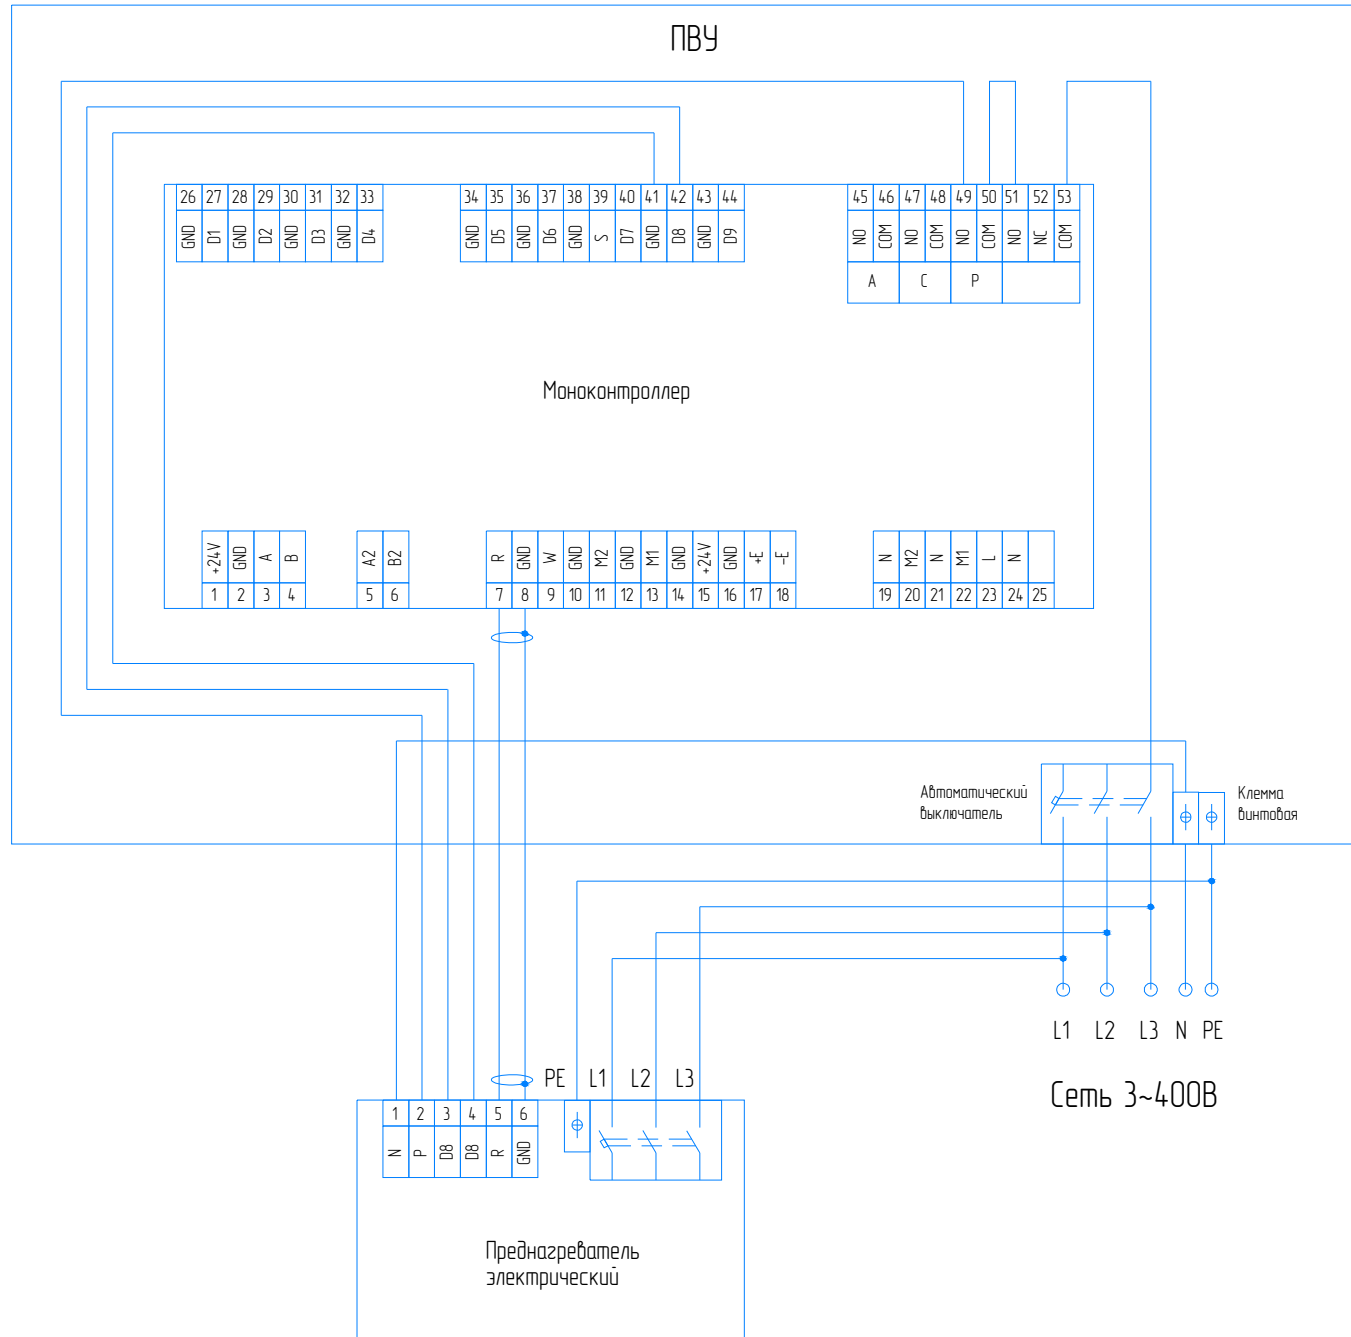 ПВУ
26 27 28 29 30 31 32 33
GND D1 GND D2 GND D3 GND D4
34 35 36 37 38 39 40 41 42 43 44
GND D5 GND D6 GND S D7 GND D8 GND D9
45 46 47 48 49 50 51 52 53
NO COM NO COM NO COM NO NC COM
A C P
Моноконтроллер
+24V GND A B
1 2 3 4
A2 B2
5 6
R GND W GND M2 GND M1 GND +24V GND +E -E
7 8 9 10 11 12 13 14 15 16 17 18
N M2 N M1 L N
19 20 21 22 23 24 25
Автоматический
выключатель
Клемма
винтовая
L1 L2 L3 N PE
Сеть 3~400В
PE L1 L2 L3
1 2 3 4 5 6
N P D8 D8 R GND
Преднагреватель
электрический